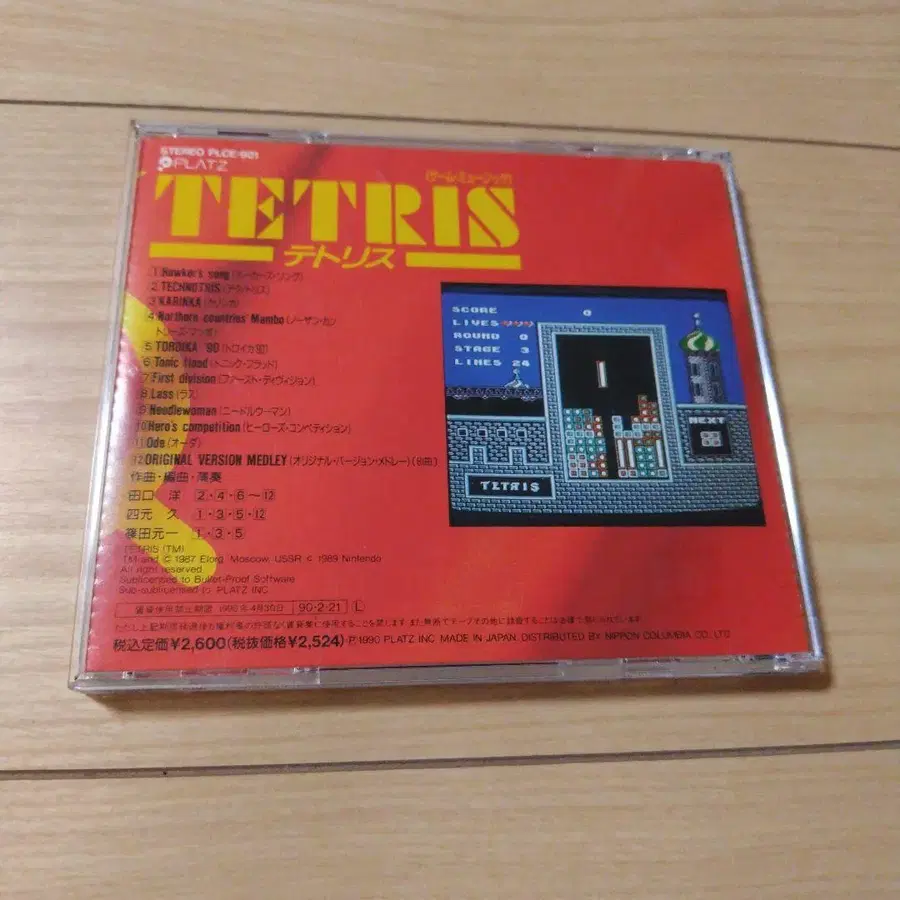 STEREO PLCE-901
PLATZ
(ゲーム・ミュージック)
TETRIS
テトリス
1 Hawker's song (ホーカーズ・ソング)
2 TECHNOTRIS (テクノトリス)
3 KARINKA (カリンカ)
4 Northern countries' Mambo (ノーザン・カン
トリーズ・マンボ)
5 TOROIKA '90 (トロイカ'90)
6 Tonic flood (トニック・フラッド)
7 First division (ファースト・ディヴィジョン)
8 Lass (ラス)
9 Needlewoman (ニードルウーマン)
10 Hero's competition (ヒーローズ・コンペティション)
11 Ode (オーダ)
12 ORIGINAL VERSION MEDLEY (オリジナル・バージョン・メドレー) (8曲)
作曲・編曲・演奏
田口 洋 2・4・6〜12
四元 久 1・3・5・12
篠田元一 1・3・5
TETRIS (TM)
TM and © 1987 Elorg, Moscow, USSR © 1989 Nintendo
All right reserved
Sublicensed to Bullet-Proof Software
Sub-sublicensed to PLATZ INC
90・2・21 L
税込定価¥2,600(税抜価格¥2,524) P.1990 PLATZ INC MADE IN JAPAN. DISTRIBUTED BY NIPPON COLUMBIA CO., LTD
SCORE 0
LIVES
ROUND 0
STAGE 3
LINES 24
NEXT
TETRIS